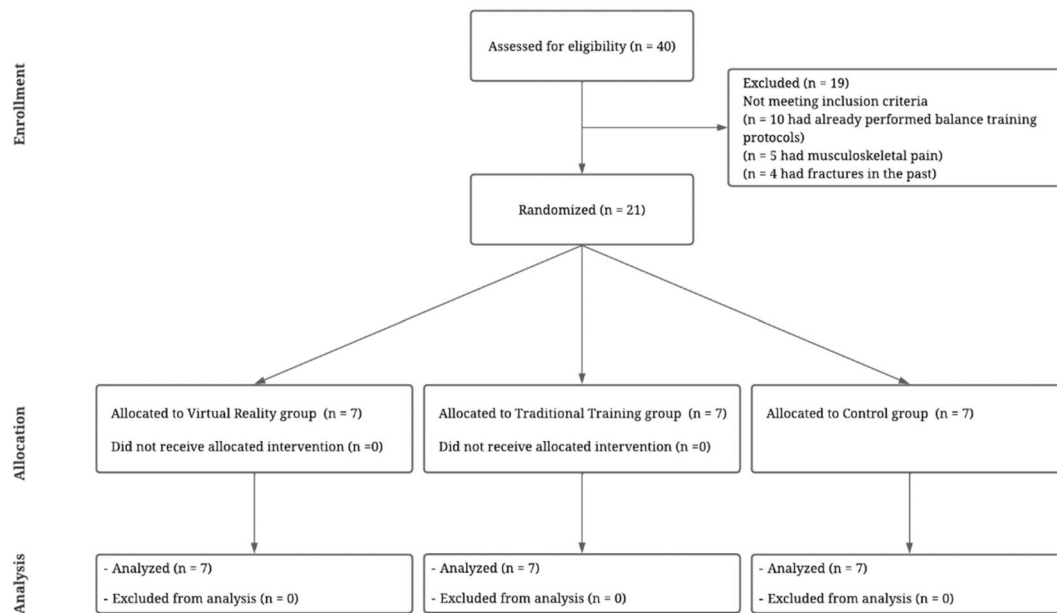 Enrollment
Assessed for eligibility (n = 40)
Excluded (n = 19)
Not meeting inclusion criteria
(n = 10 had already performed balance training
protocols)
(n = 5 had musculoskeletal pain)
(n = 4 had fractures in the past)
Randomized (n = 21)
Allocation
Allocated to Virtual Reality group (n = 7)
Did not receive allocated intervention (n =0)
Allocated to Traditional Training group (n = 7)
Did not receive allocated intervention (n =0)
Allocated to Control group (n = 7)
Analysis
- Analyzed (n = 7)
- Excluded from analysis (n = 0)
- Analyzed (n = 7)
- Excluded from analysis (n = 0)
- Analyzed (n = 7)
- Excluded from analysis (n = 0)